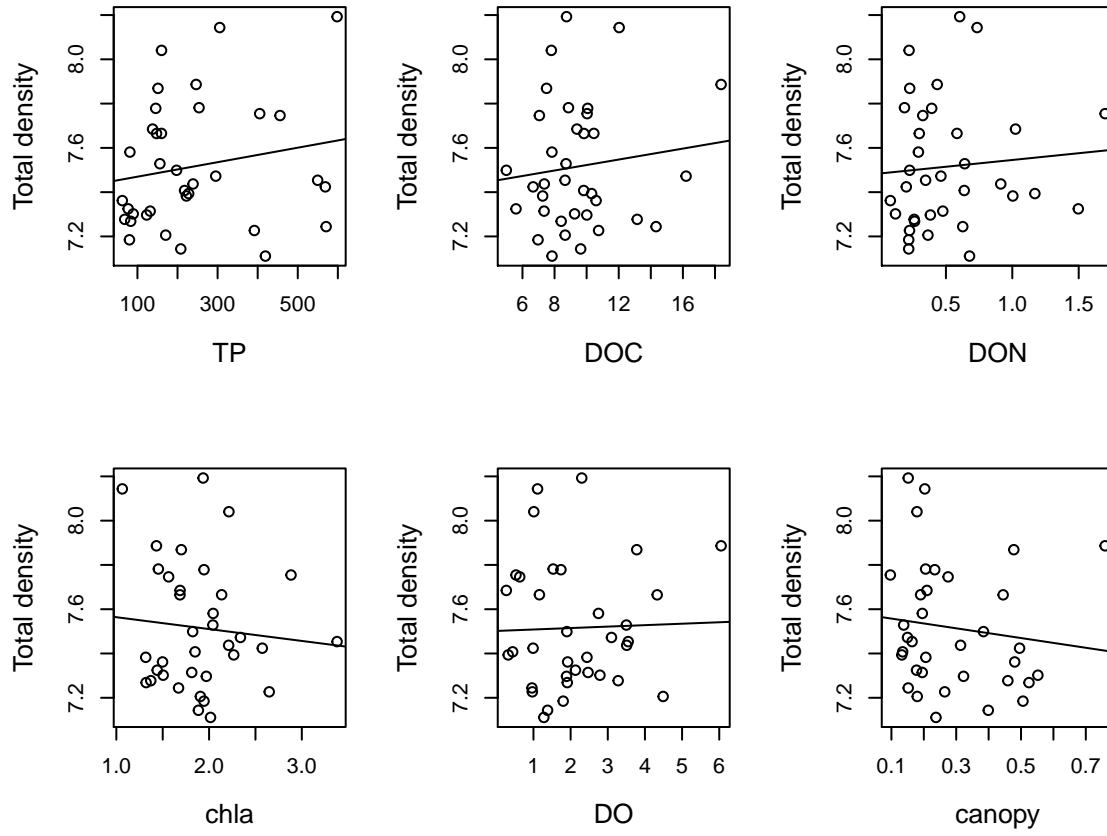 Total density
7.2 7.6 8.0
100 300 500
TP
Total density
7.2 7.6 8.0
6 8 12 16
DOC
Total density
7.2 7.6 8.0
0.5 1.0 1.5
DON
Total density
7.2 7.6 8.0
1.0 2.0 3.0
chla
Total density
7.2 7.6 8.0
1 2 3 4 5 6
DO
Total density
7.2 7.6 8.0
0.1 0.3 0.5 0.7
canopy